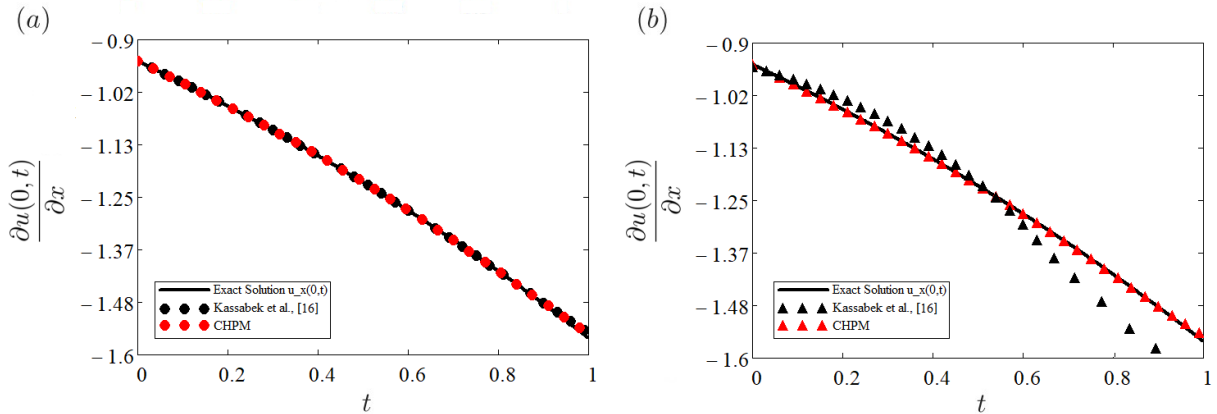 (a)
∂u(0, t)
∂x
− 0.9
− 1.02
− 1.13
− 1.25
− 1.37
− 1.48
− 1.6
Exact Solution u_x(0,t)
Kassabek et al., [16]
CHPM
0 0.2 0.4 0.6 0.8 1
t
(b)
∂u(0, t)
∂x
− 0.9
− 1.02
− 1.13
− 1.25
− 1.37
− 1.48
− 1.6
Exact Solution u_x(0,t)
Kassabek et al., [16]
CHPM
0 0.2 0.4 0.6 0.8 1
t